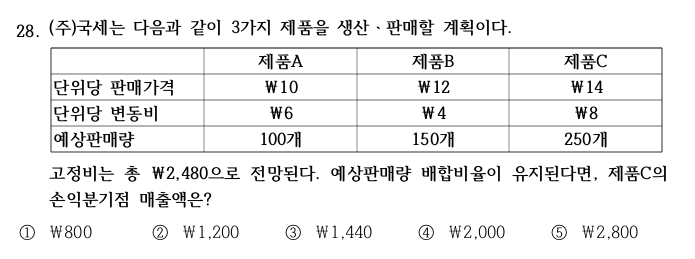 28. (주)국세는 다음과 같이 3가지 제품을 생산ㆍ판매할 계획이다.
제품A 제품B 제품C
단위당 판매가격 ₩10 ₩12 ₩14
단위당 변동비 ₩6 ₩4 ₩8
예상판매량 100개 150개 250개
고정비는 총 ₩2,480으로 전망된다. 예상판매량 배합비율이 유지된다면, 제품C의
손익분기점 매출액은?
① ₩800 ② ₩1,200 ③ ₩1,440 ④ ₩2,000 ⑤ ₩2,800